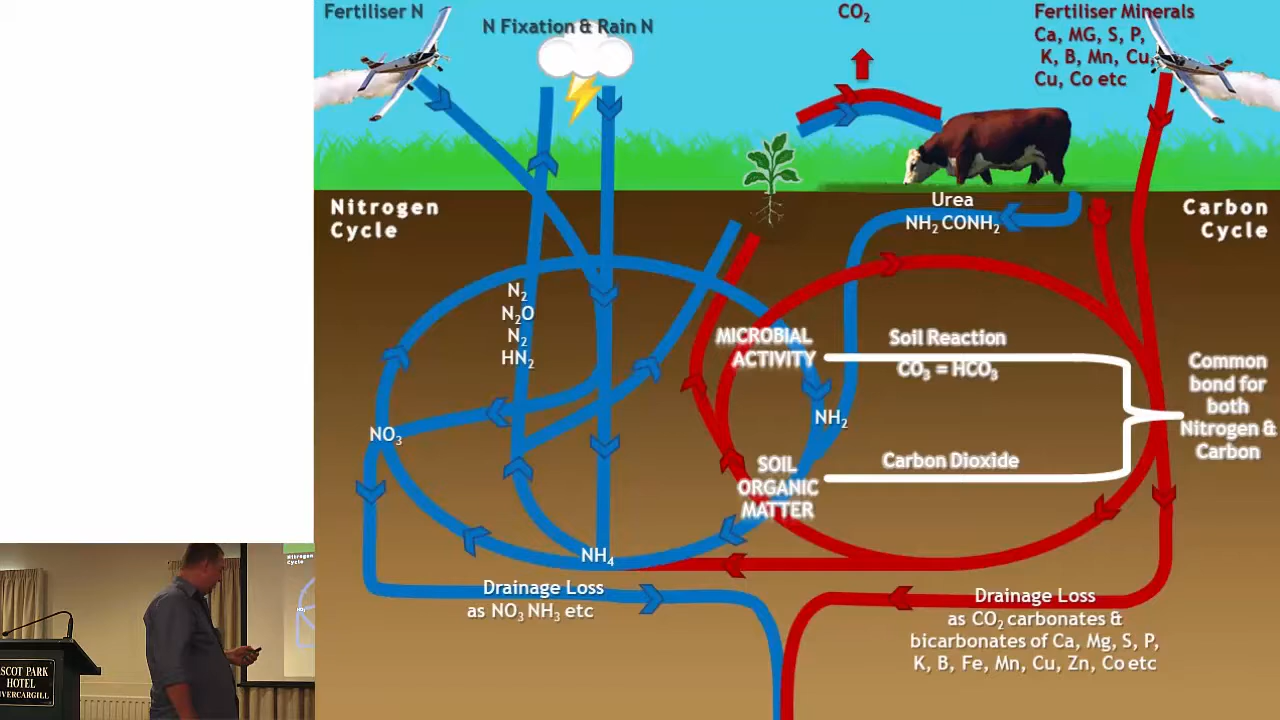 Fertiliser N
N Fixation & Rain N
CO₂
Fertiliser Minerals
Ca, MG, S, P,
K, B, Mn, Cu,
Cu, Co etc
Nitrogen
Cycle
Urea
NH₂ CONH₂
Carbon
Cycle
N₂
N₂O
N₂
HN₂
MICROBIAL
ACTIVITY
Soil Reaction
CO₃ = HCO₃
Common
bond for
both
Nitrogen &
Carbon
NO₃
NH₂
SOIL
ORGANIC
MATTER
Carbon Dioxide
NH₄
Drainage Loss
as NO₃ NH₃ etc
Drainage Loss
as CO₂ carbonates &
bicarbonates of Ca, Mg, S, P,
K, B, Fe, Mn, Cu, Zn, Co etc
Nitrogen
Cycle
SCOT PARK
HOTEL
NVERCARGILL